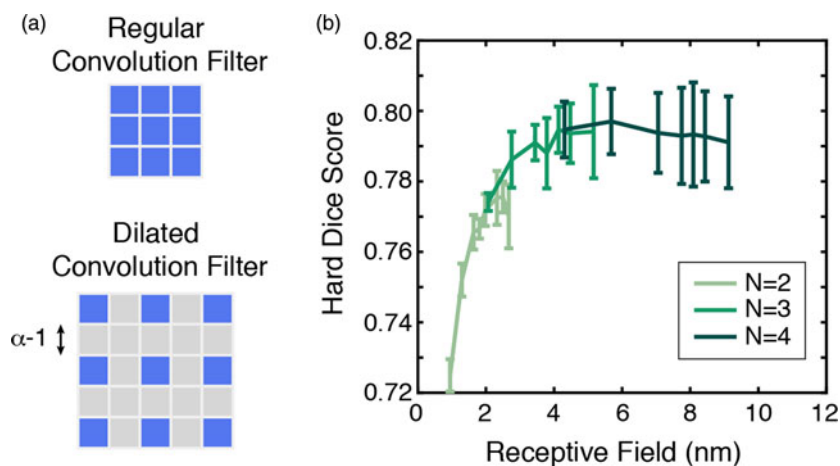 (a)
Regular
Convolution Filter
Dilated
Convolution Filter
α-1
(b)
Hard Dice Score
0.82
0.80
0.78
0.76
0.74
0.72
N=2
N=3
N=4
0 2 4 6 8 10 12
Receptive Field (nm)